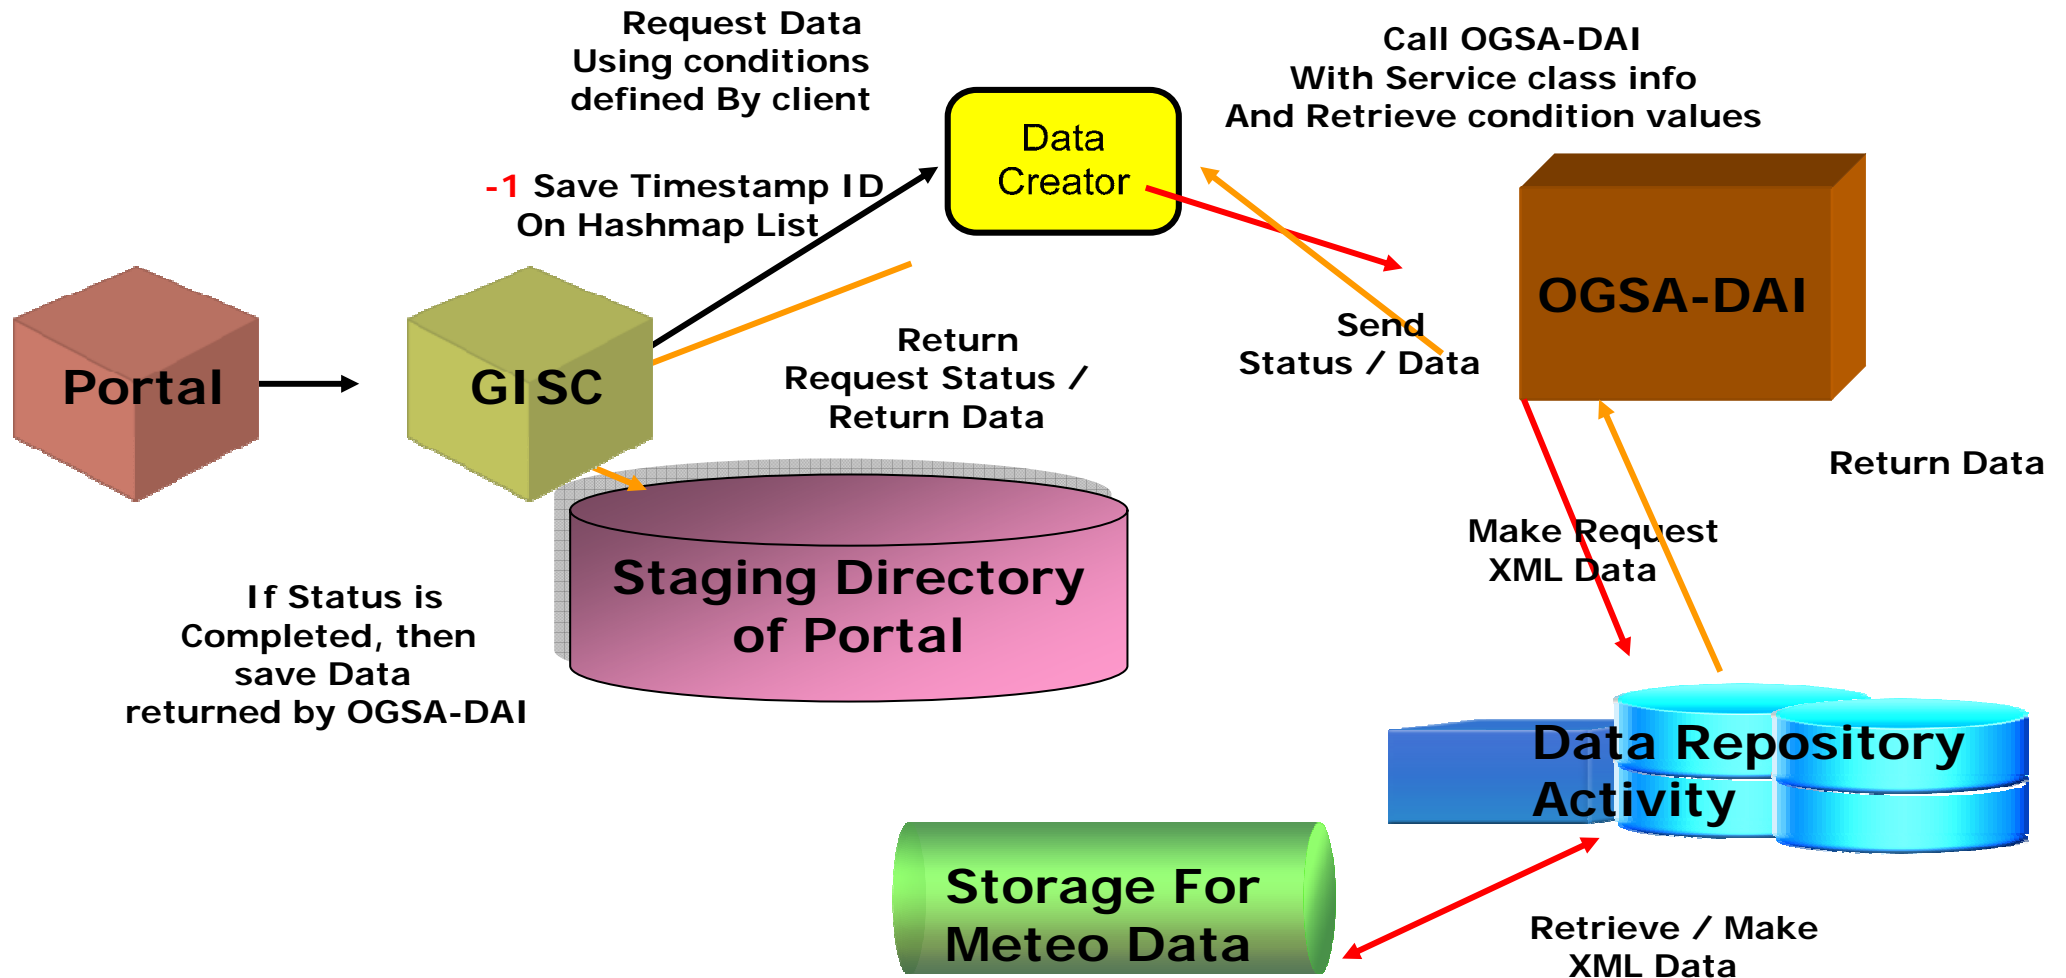 Request Data
Using conditions
defined By client
Call OGSA-DAI
With Service class info
And Retrieve condition values
Data
Creator
-1 Save Timestamp ID
On Hashmap List
OGSA-DAI
Portal
GISC
Return
Request Status /
Return Data
Send
Status / Data
Return Data
Make Request
XML Data
Staging Directory
of Portal
If Status is
Completed, then
save Data
returned by OGSA-DAI
Data Repository
Activity
Storage For
Meteo Data
Retrieve / Make
XML Data